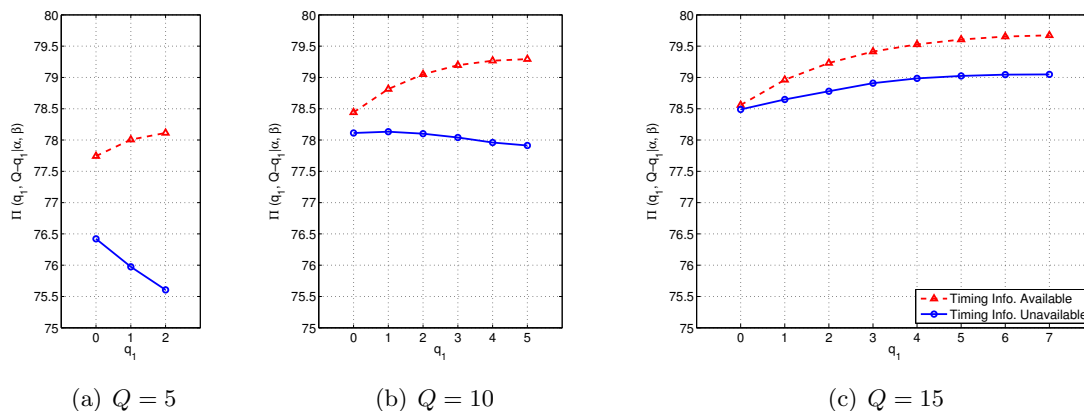 80
79.5
79
78.5
78
77.5
77
76.5
76
75.5
75
Π (q1, Q−q1|α, β)
0 1 2
q1
(a) Q = 5
80
79.5
79
78.5
78
77.5
77
76.5
76
75.5
75
Π (q1, Q−q1|α, β)
0 1 2 3 4 5
q1
(b) Q = 10
80
79.5
79
78.5
78
77.5
77
76.5
76
75.5
75
Π (q1, Q−q1|α, β)
0 1 2 3 4 5 6 7
q1
Timing Info. Available
Timing Info. Unavailable
(c) Q = 15